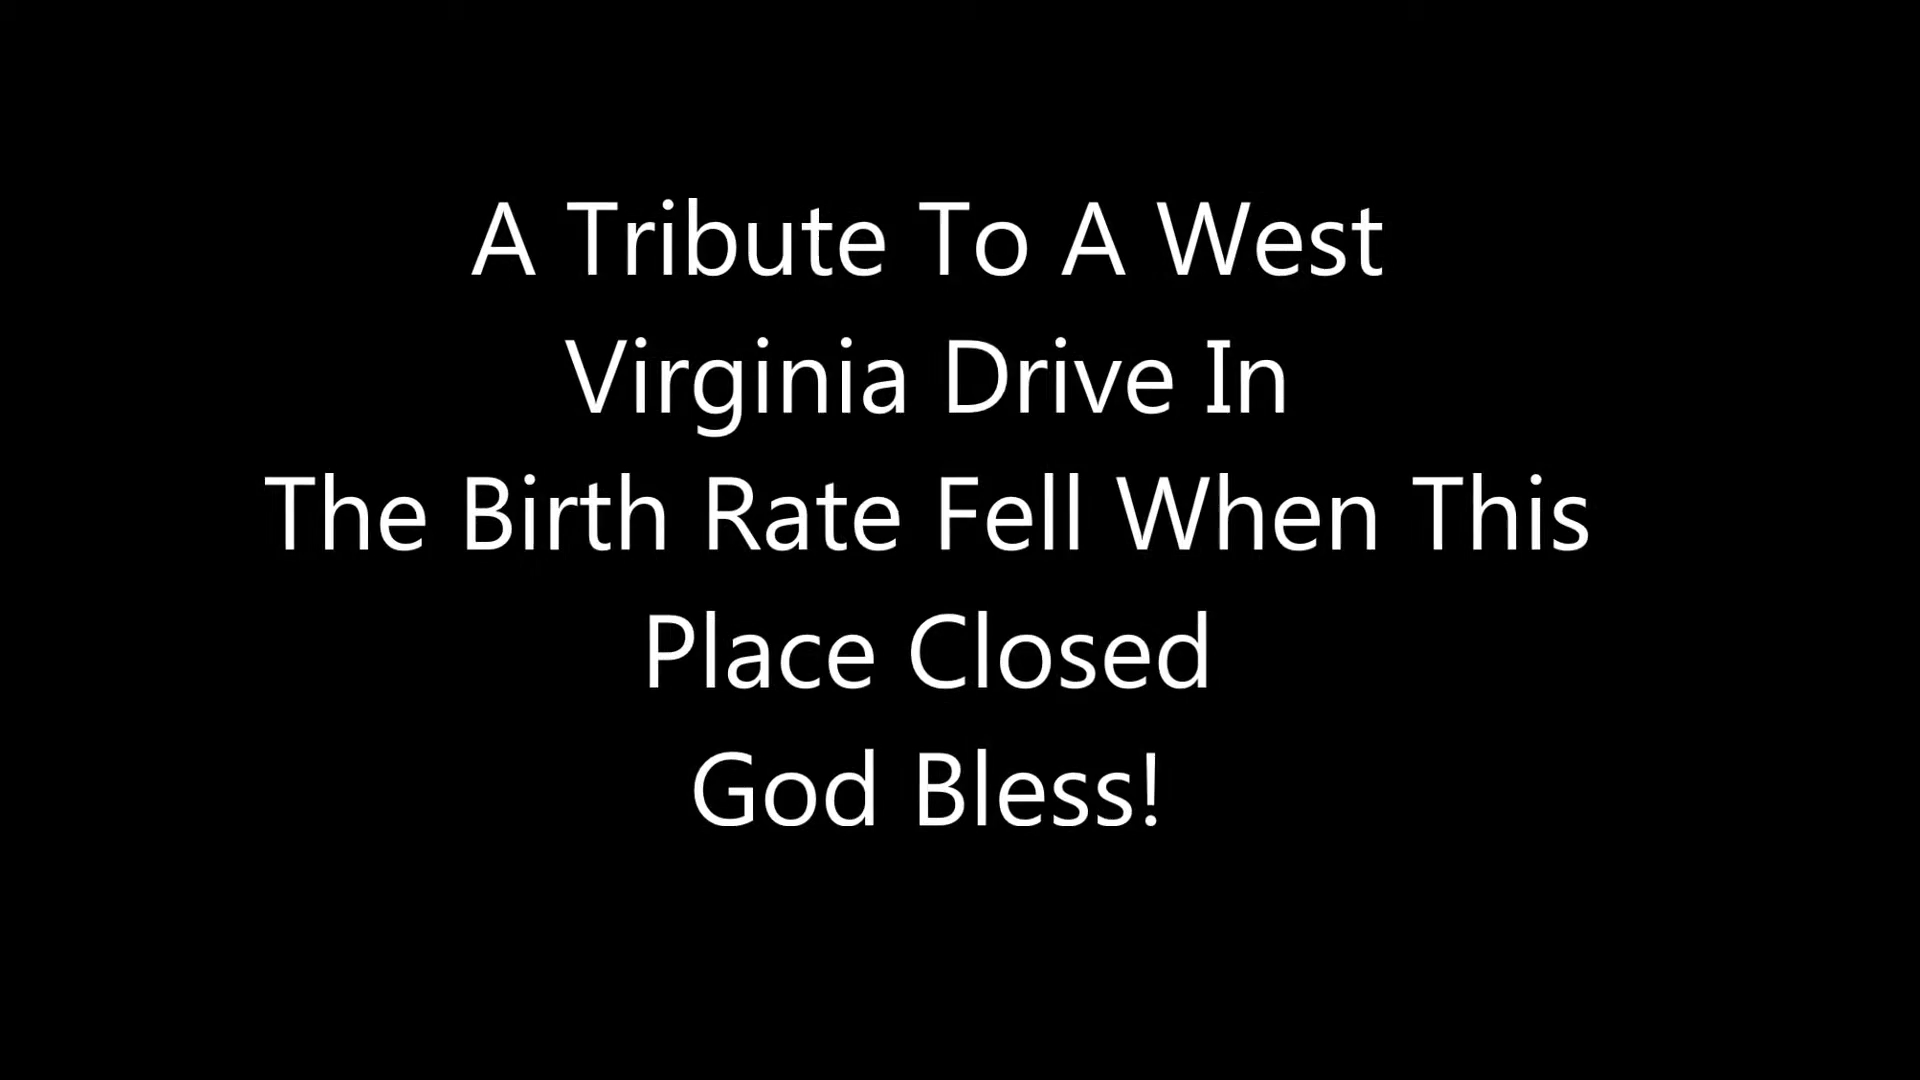 A Tribute To A West
Virginia Drive In
The Birth Rate Fell When This
Place Closed
God Bless!